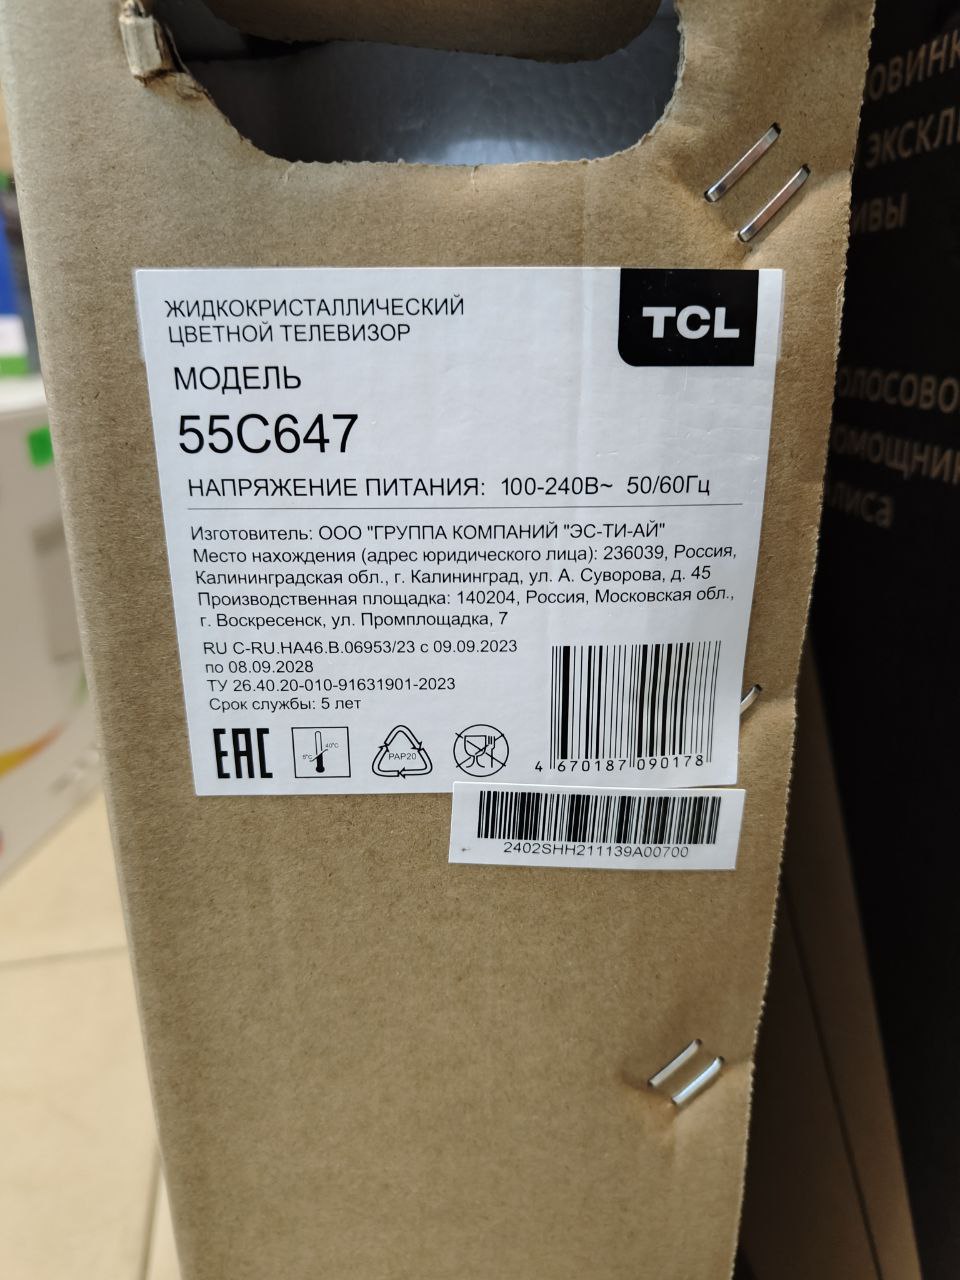 ЖИДКОКРИСТАЛЛИЧЕСКИЙ
ЦВЕТНОЙ ТЕЛЕВИЗОР
TCL
МОДЕЛЬ
55C647
НАПРЯЖЕНИЕ ПИТАНИЯ: 100-240В~ 50/60Гц
Изготовитель: ООО "ГРУППА КОМПАНИЙ "ЭС-ТИ-АЙ"
Место нахождения (адрес юридического лица): 236039, Россия,
Калининградская обл., г. Калининград, ул. А. Суворова, д. 45
Производственная площадка: 140204, Россия, Московская обл.,
г. Воскресенск, ул. Промплощадка, 7
RU C-RU.HA46.B.06953/23 с 09.09.2023
по 08.09.2028
ТУ 26.40.20-010-91631901-2023
Срок службы: 5 лет
EAC
5°C 40°C
PAP20
4 670187 090178
2402SHH211139A00700